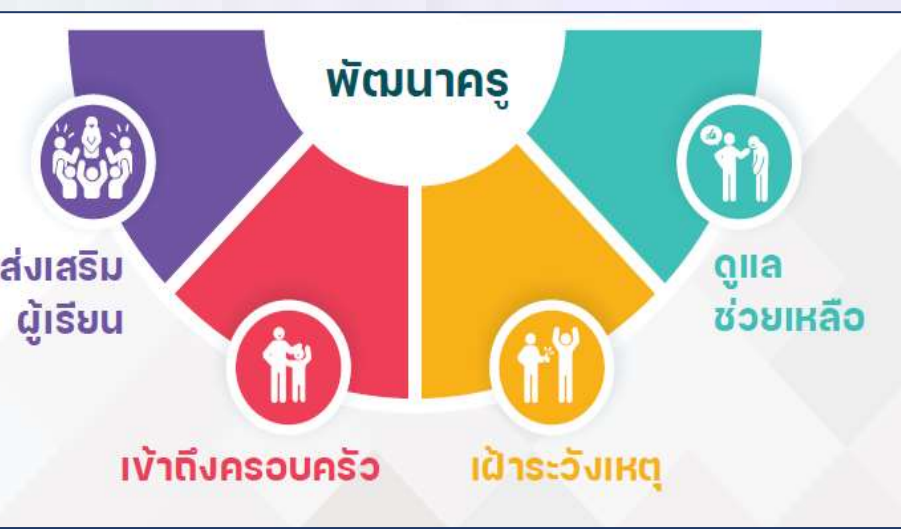 พัฒนาครู
ส่งเสริม
ผู้เรียน
เข้าถึงครอบครัว
เฝ้าระวังเหตุ
ดูแล
ช่วยเหลือ